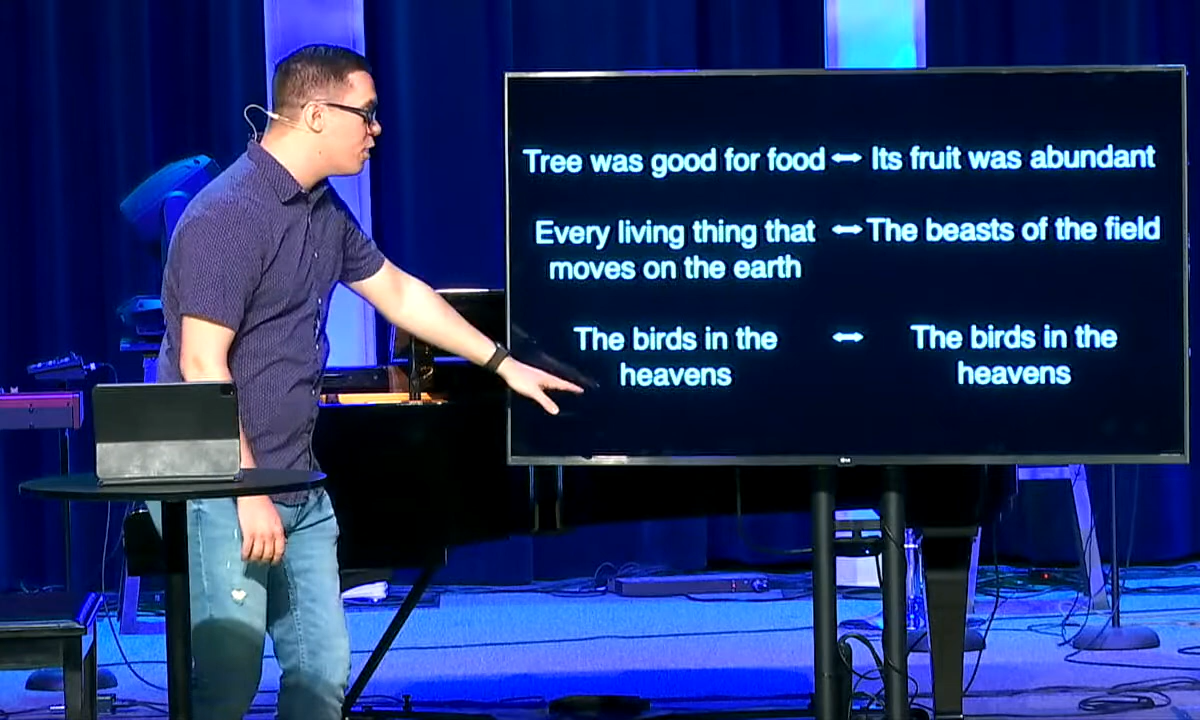 Tree was good for food ↔ Its fruit was abundant
Every living thing that ↔ The beasts of the field
moves on the earth
The birds in the ↔ The birds in the
heavens heavens